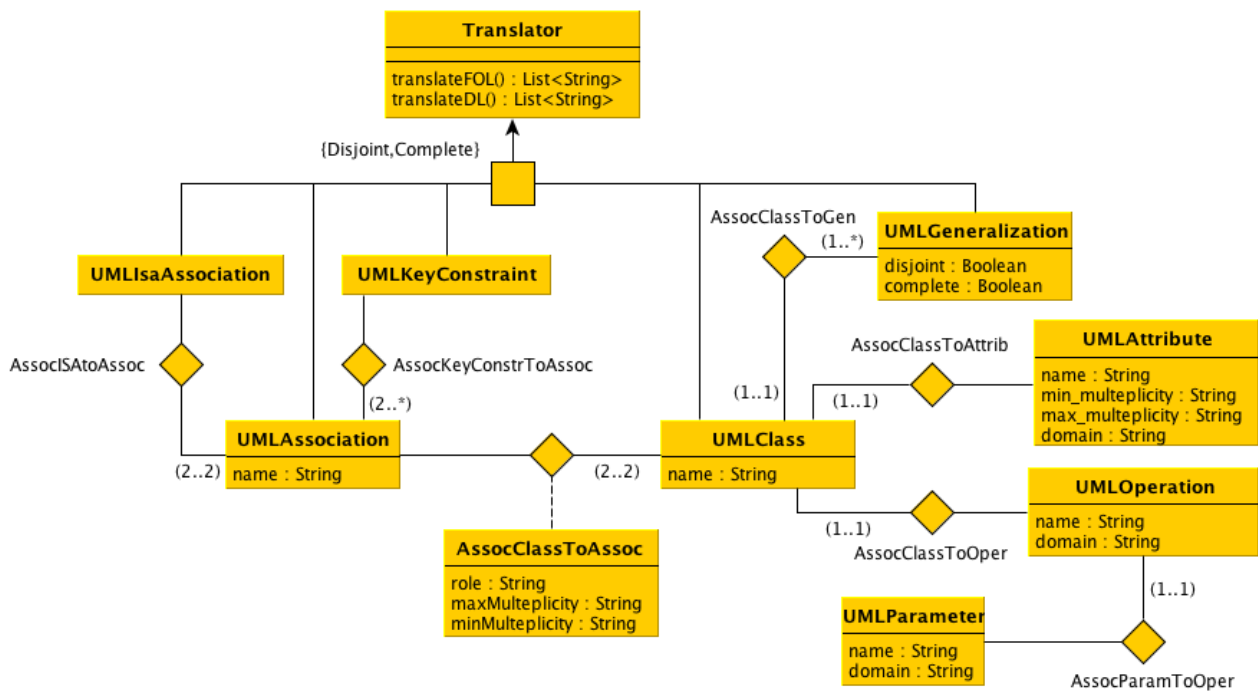 Translator
translateFOL() : List<String>
translateDL() : List<String>
{Disjoint,Complete}
AssocClassToGen
(1..*)
UMLGeneralization
disjoint : Boolean
complete : Boolean
UMLIsaAssociation
UMLKeyConstraint
AssocISAtoAssoc
AssocKeyConstrToAssoc
(2..*)
(1..1)
AssocClassToAttrib
(1..1)
UMLAttribute
name : String
min_multeplicity : String
max_multeplicity : String
domain : String
UMLAssociation
name : String
(2..2)
(2..2)
UMLClass
name : String
(1..1)
AssocClassToOper
UMLOperation
name : String
domain : String
AssocClassToAssoc
role : String
maxMulteplicity : String
minMulteplicity : String
(1..1)
UMLParameter
name : String
domain : String
AssocParamToOper